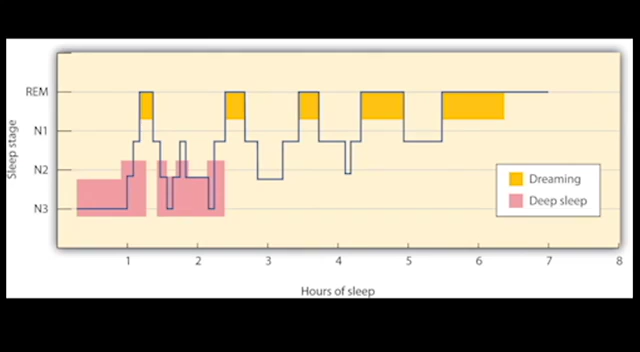 REM
N1
N2
N3
Sleep stage
Dreaming
Deep sleep
1 2 3 4 5 6 7 8
Hours of sleep